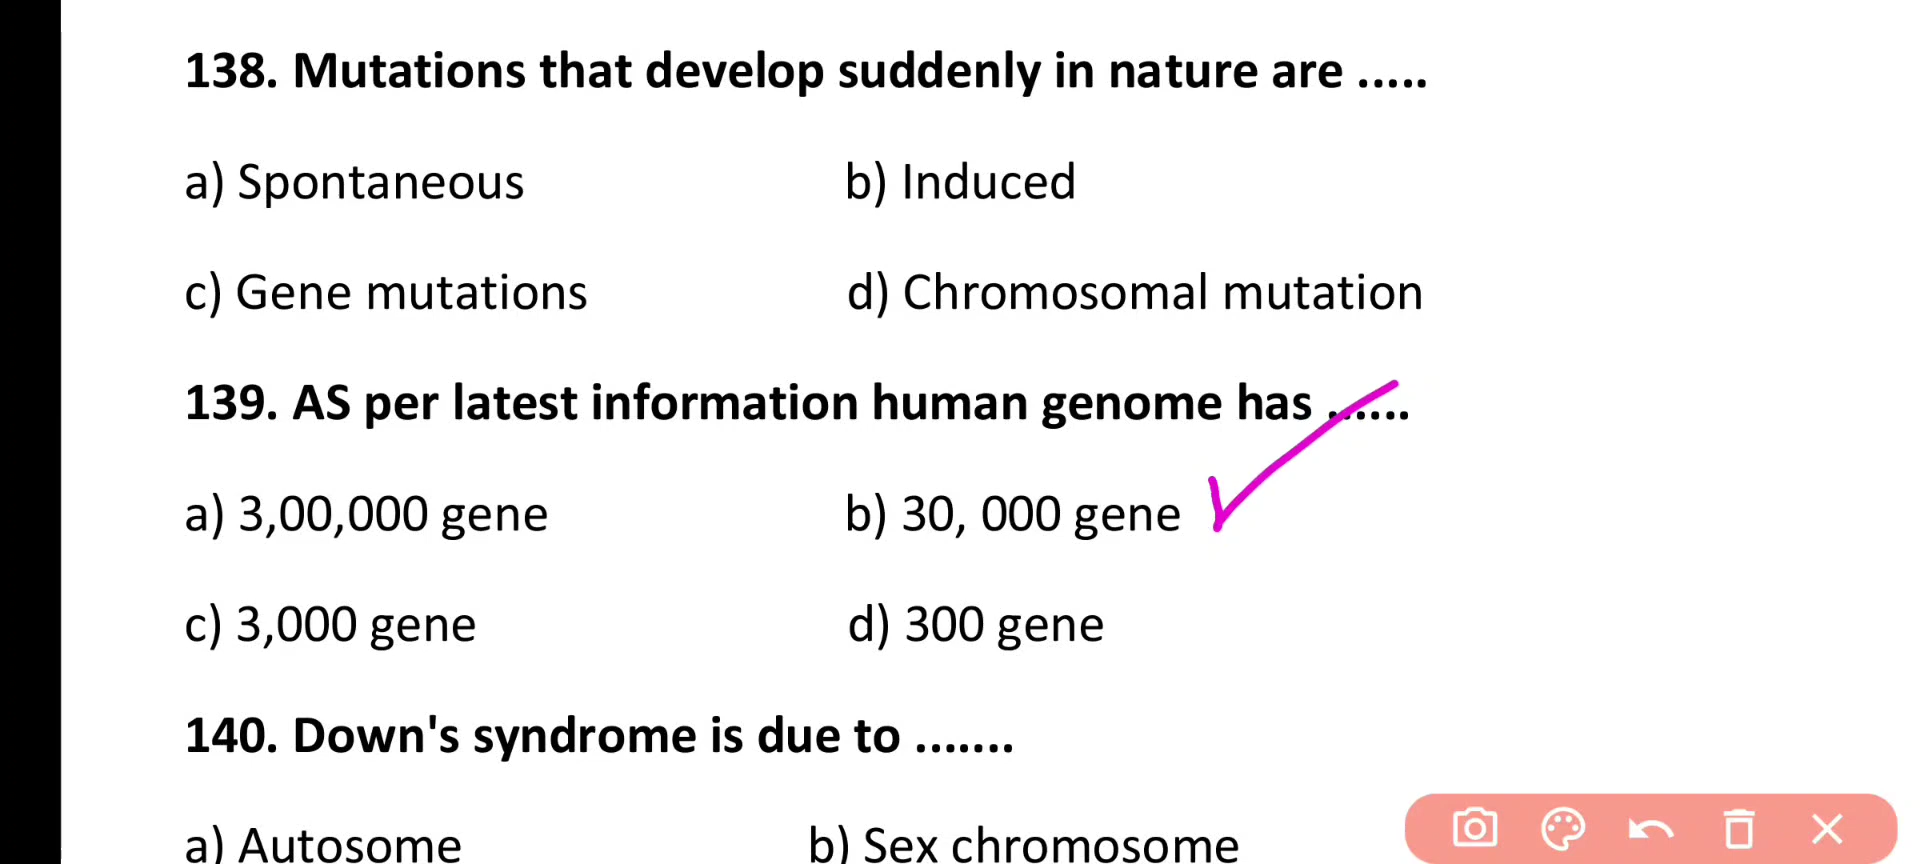 138. Mutations that develop suddenly in nature are .....
a) Spontaneous b) Induced
c) Gene mutations d) Chromosomal mutation
139. AS per latest information human genome has ......
a) 3,00,000 gene b) 30, 000 gene
c) 3,000 gene d) 300 gene
140. Down's syndrome is due to .......
a) Autosome b) Sex chromosome